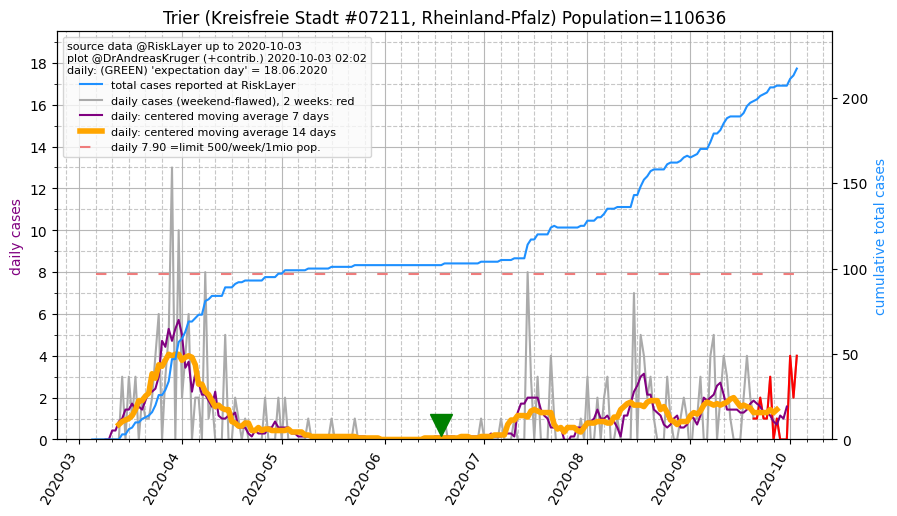 Trier (Kreisfreie Stadt #07211, Rheinland-Pfalz) Population=110636
source data @RiskLayer up to 2020-10-03
plot @DrAndreasKruger (+contrib.) 2020-10-03 02:02
daily: (GREEN) 'expectation day' = 18.06.2020
total cases reported at RiskLayer
daily cases (weekend-flawed), 2 weeks: red
daily: centered moving average 7 days
daily: centered moving average 14 days
daily 7.90 =limit 500/week/1mio pop.
daily cases
18
16
14
12
10
8
6
4
2
0
cumulative total cases
200
150
100
50
0
2020-03
2020-04
2020-05
2020-06
2020-07
2020-08
2020-09
2020-10